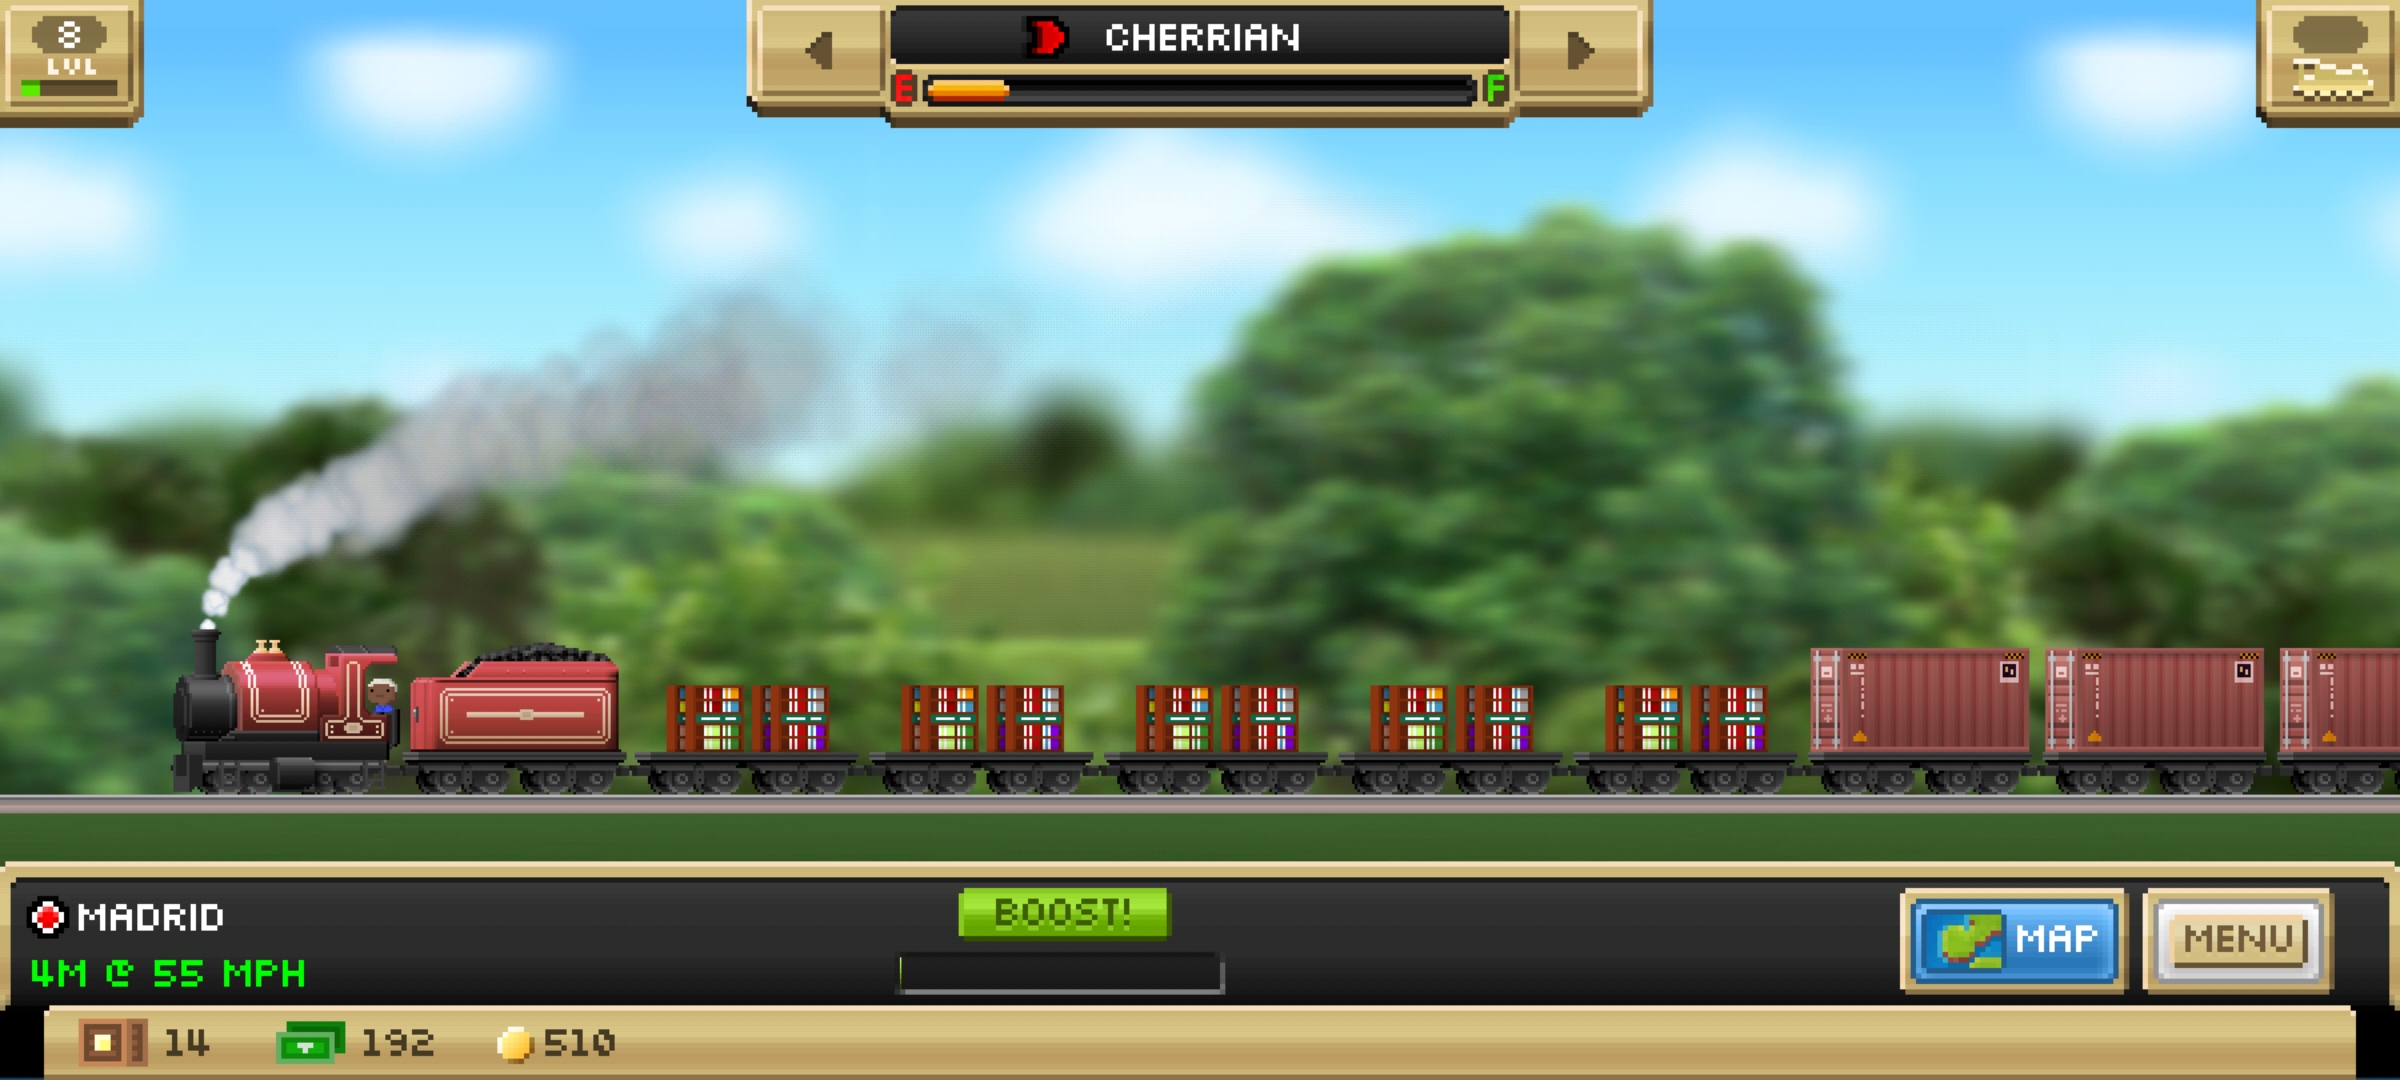 8
LVL
CHERRIAN
E F
MADRID
4M @ 55 MPH
BOOST!
MAP
MENU
14 192 510